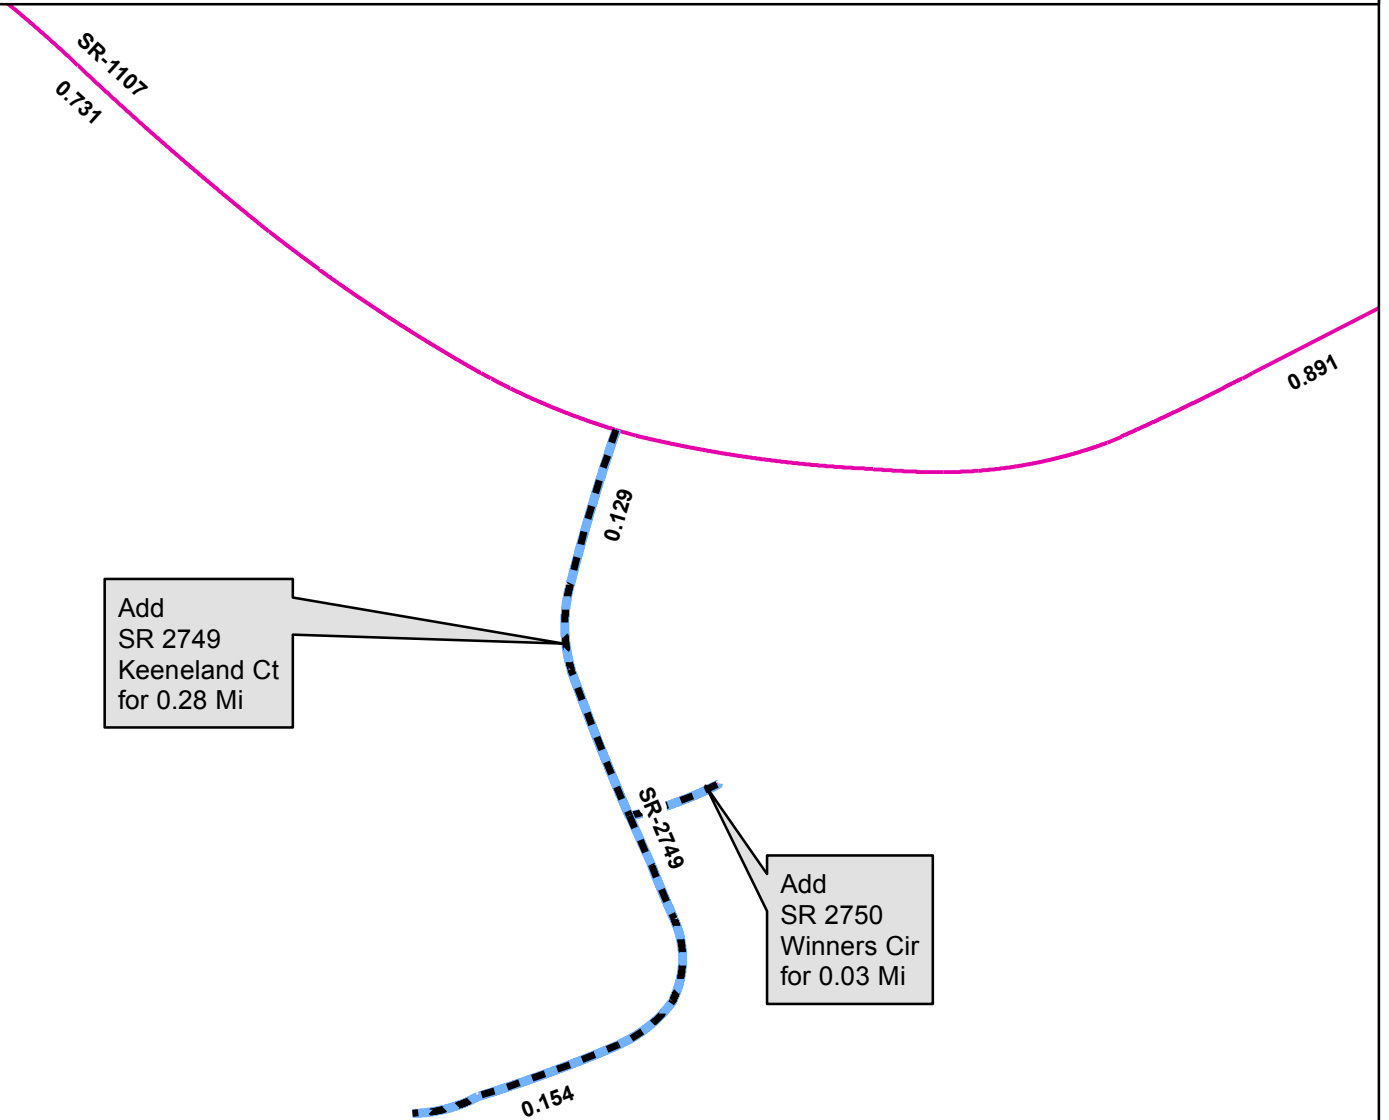 SR-1107
0.731
0.891
0.129
Add
SR 2749
Keeneland Ct
for 0.28 Mi
SR-2749
Add
SR 2750
Winners Cir
for 0.03 Mi
0.154